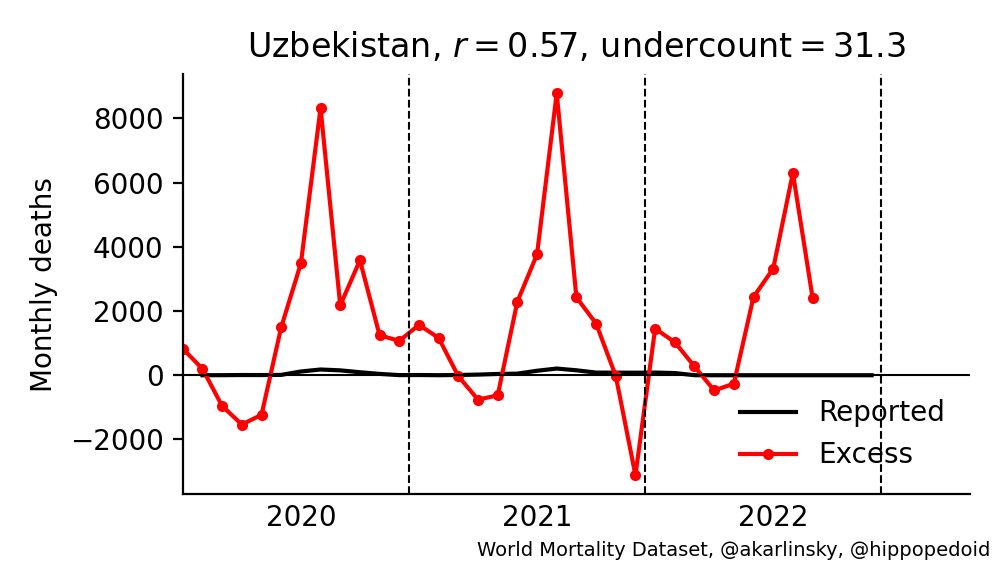 Uzbekistan, r = 0.57, undercount = 31.3
Monthly deaths
8000
6000
4000
2000
0
−2000
Reported
Excess
2020 2021 2022
World Mortality Dataset, @akarlinsky, @hippopedoid